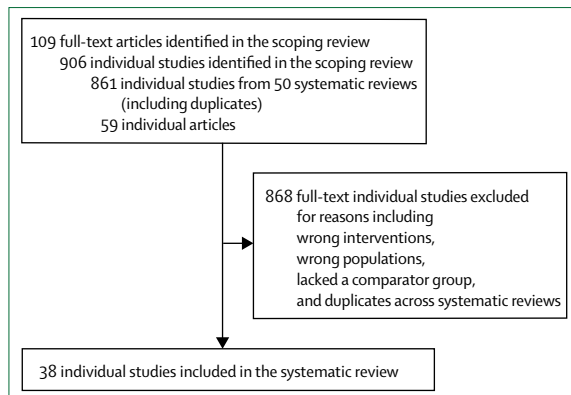 109 full-text articles identified in the scoping review
906 individual studies identified in the scoping review
861 individual studies from 50 systematic reviews
(including duplicates)
59 individual articles
868 full-text individual studies excluded
for reasons including
wrong interventions,
wrong populations,
lacked a comparator group,
and duplicates across systematic reviews
38 individual studies included in the systematic review